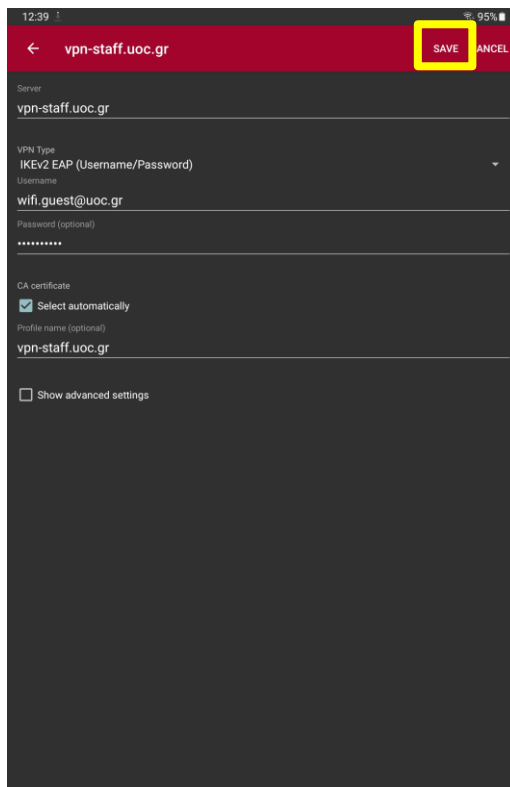 12:39 95%
vpn-staff.uoc.gr SAVE ANCEL
Server
vpn-staff.uoc.gr
VPN Type
IKEv2 EAP (Username/Password)
Username
wifi.guest@uoc.gr
Password (optional)
••••••••••
CA certificate
Select automatically
Profile name (optional)
vpn-staff.uoc.gr
Show advanced settings